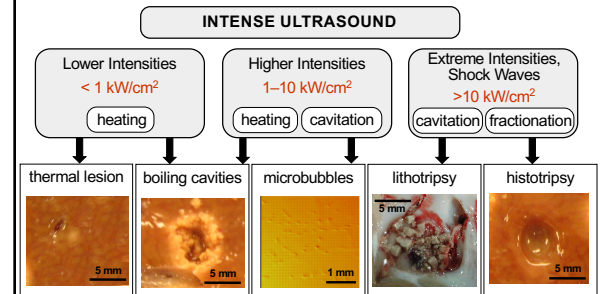 INTENSE ULTRASOUND
Lower Intensities
< 1 kW/cm²
heating
Higher Intensities
1–10 kW/cm²
heating
cavitation
Extreme Intensities,
Shock Waves
>10 kW/cm²
cavitation
fractionation
thermal lesion
5 mm
boiling cavities
5 mm
microbubbles
1 mm
lithotripsy
5 mm
histotripsy
5 mm